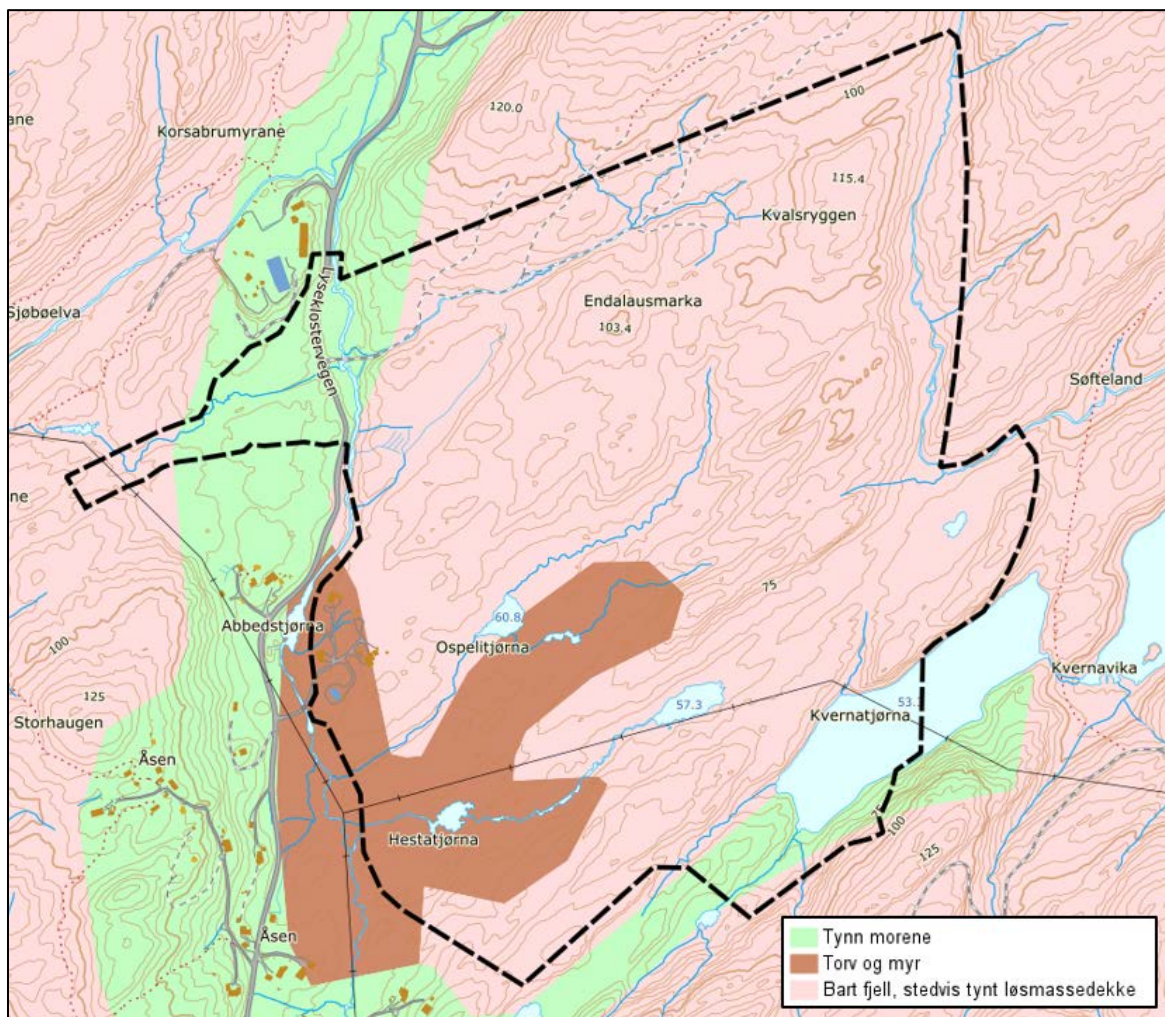 120.0
100
ane
Korsabrumyrane
115.4
Kvalsryggen
Lyseklostervegen
Endalausmarka
103.4
Sjøbøelva
Søfteland
ne
75
60.8
Abbedstjørna
Ospelitjørna
100
Kvernavika
125
57.3
Kvernatjørna
Storhaugen
Åsen
75
100
Hestatjørna
125
Åsen
Tynn morene
Torv og myr
Bart fjell, stedvis tynt løsmassedekke